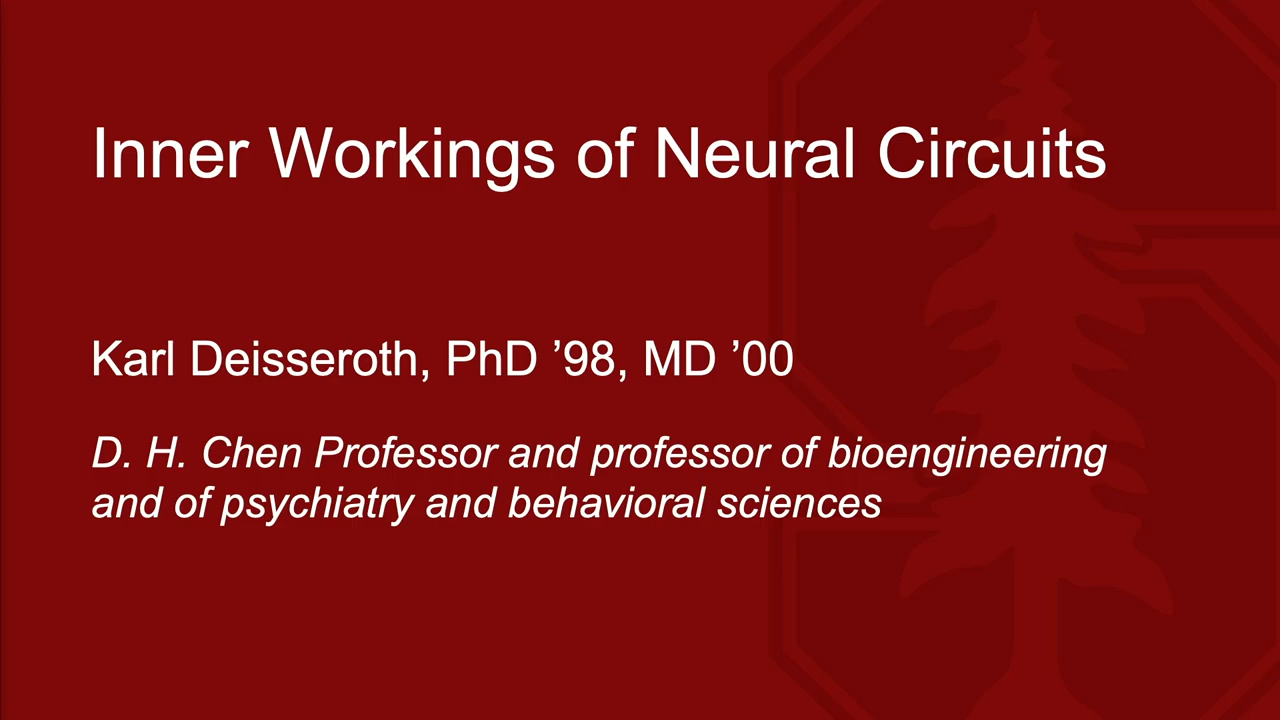 Inner Workings of Neural Circuits
Karl Deisseroth, PhD ’98, MD ’00
D. H. Chen Professor and professor of bioengineering
and of psychiatry and behavioral sciences